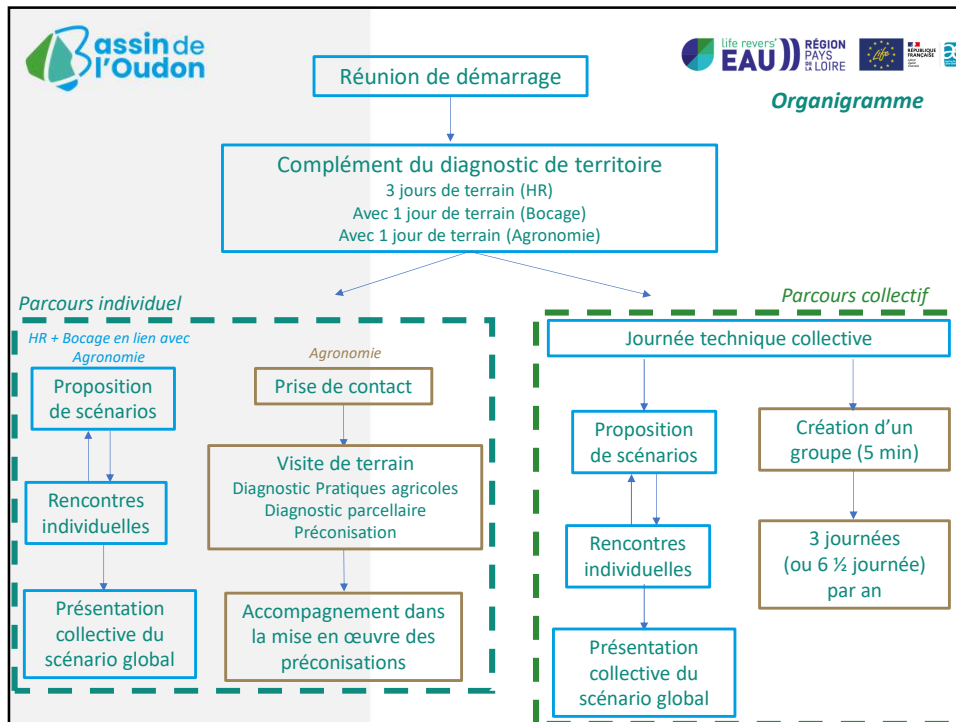 Bassin de
l'Oudon
life revers'
EAU
RÉGION
PAYS
DE LA LOIRE
Life
RÉPUBLIQUE
FRANÇAISE
Réunion de démarrage
Organigramme
Complément du diagnostic de territoire
3 jours de terrain (HR)
Avec 1 jour de terrain (Bocage)
Avec 1 jour de terrain (Agronomie)
Parcours individuel
HR + Bocage en lien avec
Agronomie
Proposition
de scénarios
Rencontres
individuelles
Présentation
collective du
scénario global
Agronomie
Prise de contact
Visite de terrain
Diagnostic Pratiques agricoles
Diagnostic parcellaire
Préconisation
Accompagnement dans
la mise en œuvre des
préconisations
Parcours collectif
Journée technique collective
Proposition
de scénarios
Rencontres
individuelles
Présentation
collective du
scénario global
Création d'un
groupe (5 min)
3 journées
(ou 6 ½ journée)
par an